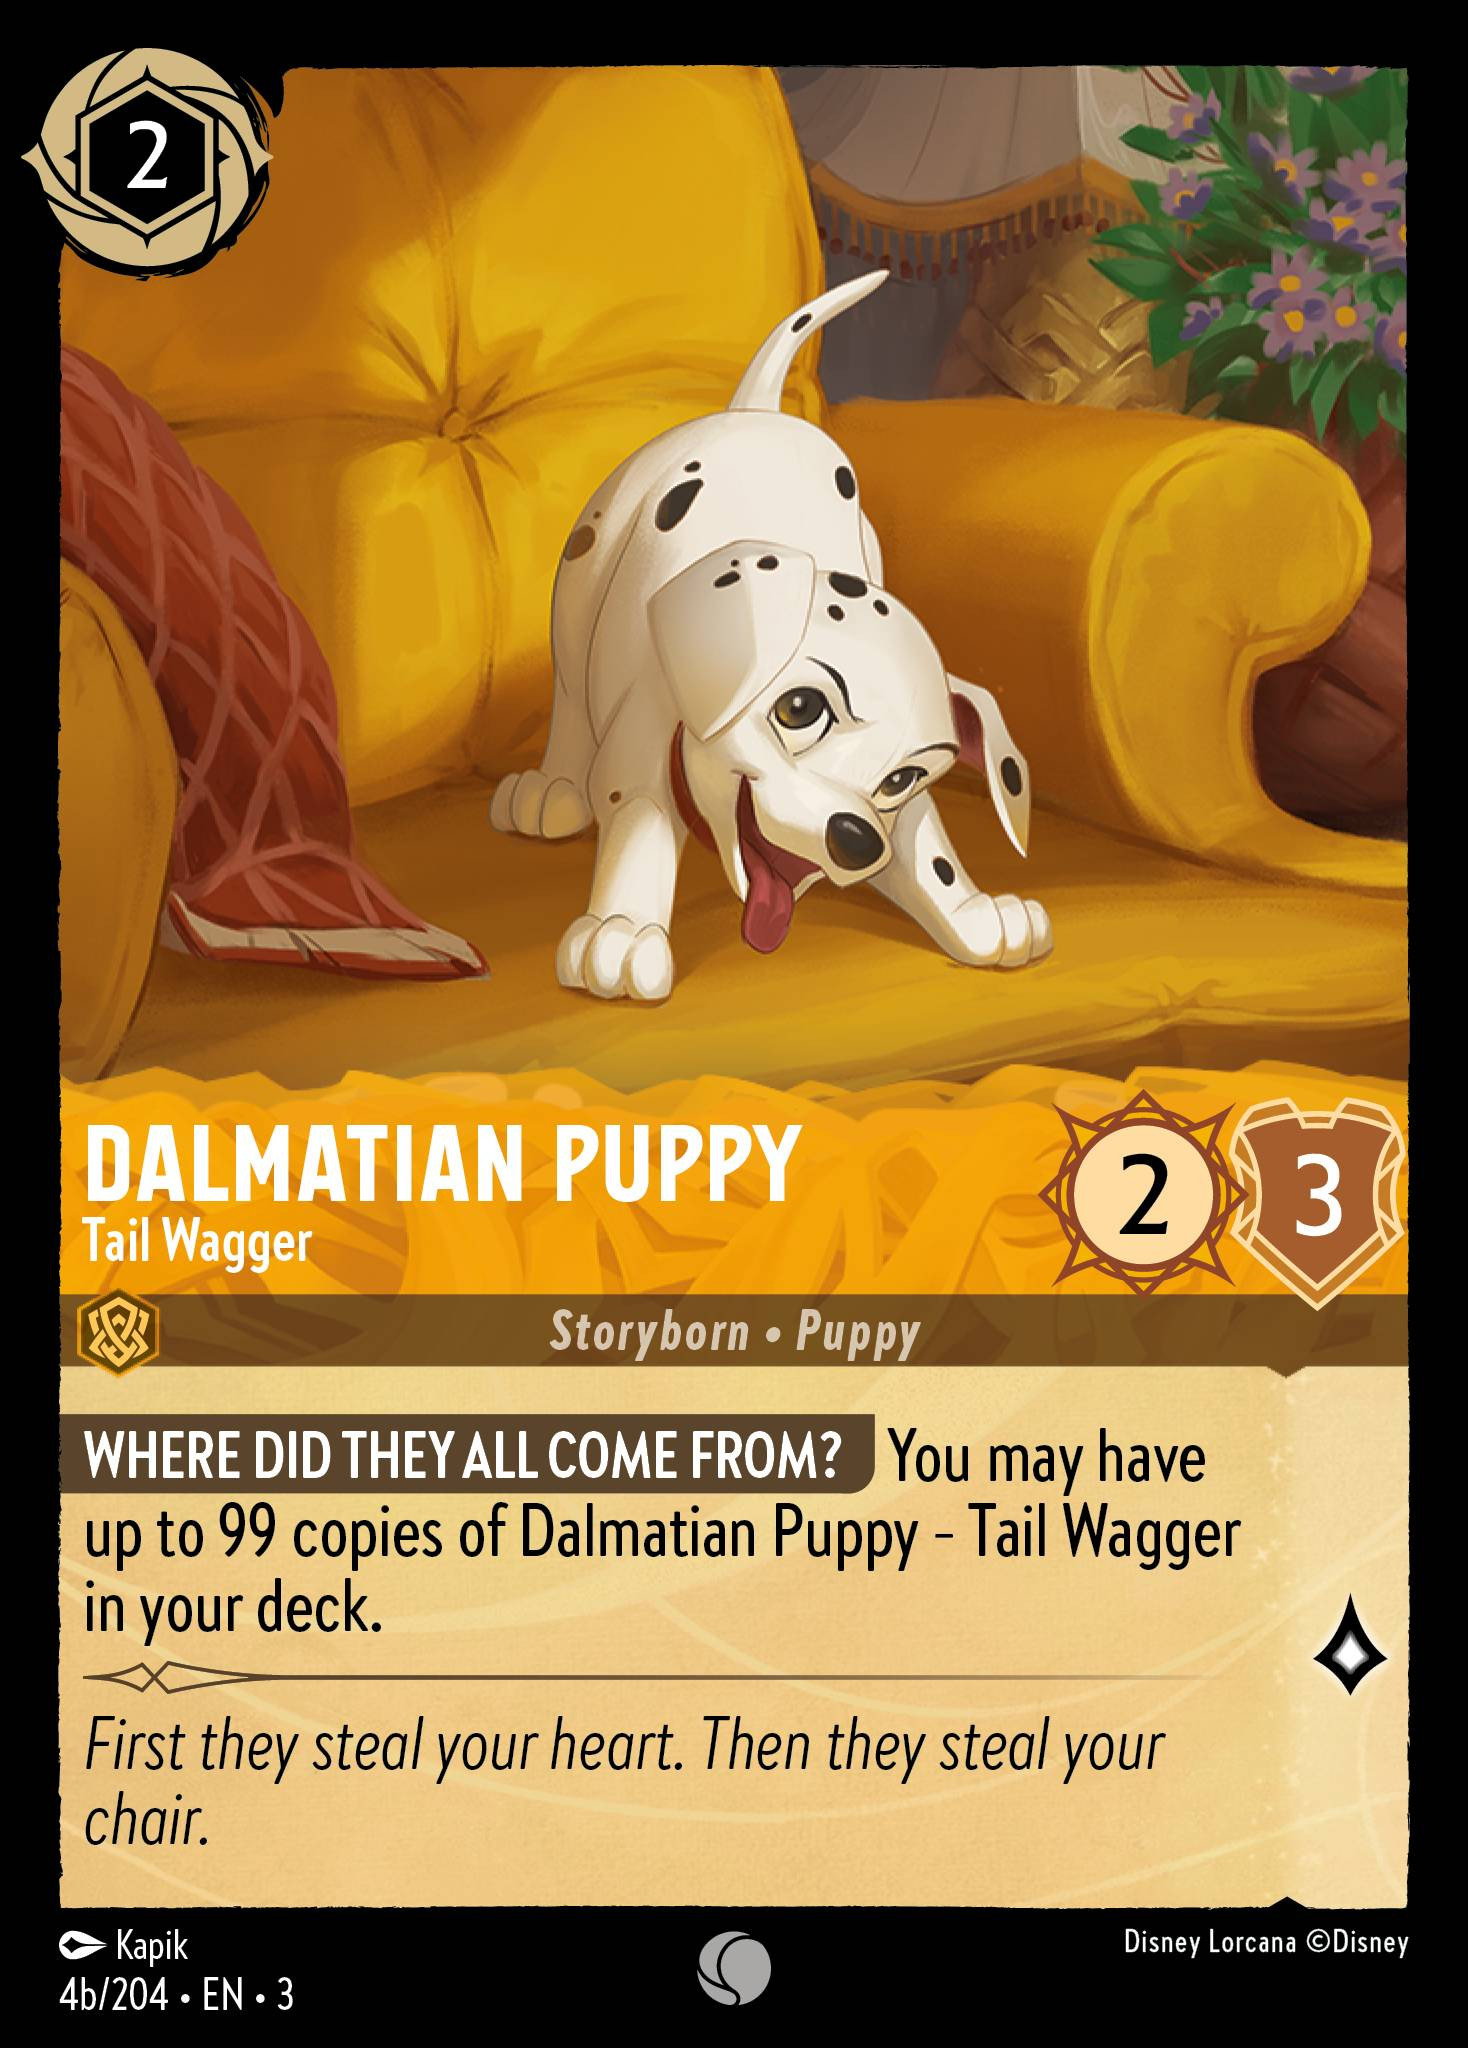 2
DALMATIAN PUPPY
Tail Wagger
2
3
Storyborn • Puppy
WHERE DID THEY ALL COME FROM? You may have
up to 99 copies of Dalmatian Puppy – Tail Wagger
in your deck.
First they steal your heart. Then they steal your
chair.
Kapik
4b/204 • EN • 3
Disney Lorcana ©Disney